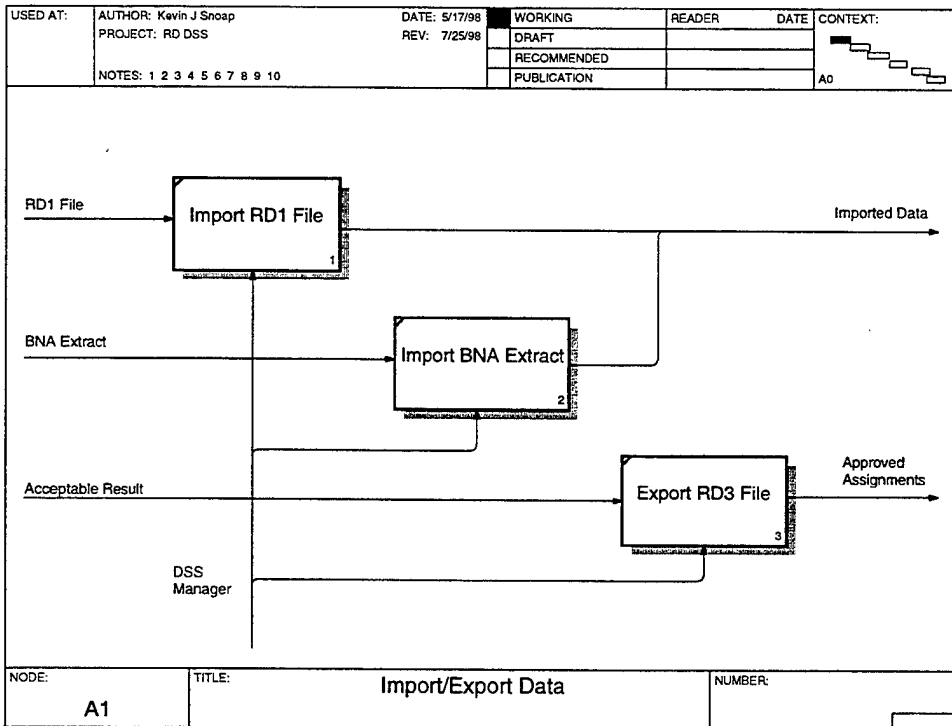 USED AT:
AUTHOR: Kevin J Snoap
DATE: 5/17/98
PROJECT: RD DSS
REV: 7/25/98
NOTES: 1 2 3 4 5 6 7 8 9 10
WORKING
DRAFT
RECOMMENDED
PUBLICATION
READER DATE
CONTEXT:
A0
RD1 File
Import RD1 File
1
Imported Data
BNA Extract
Import BNA Extract
2
Acceptable Result
Export RD3 File
3
Approved
Assignments
DSS
Manager
NODE:
A1
TITLE:
Import/Export Data
NUMBER: